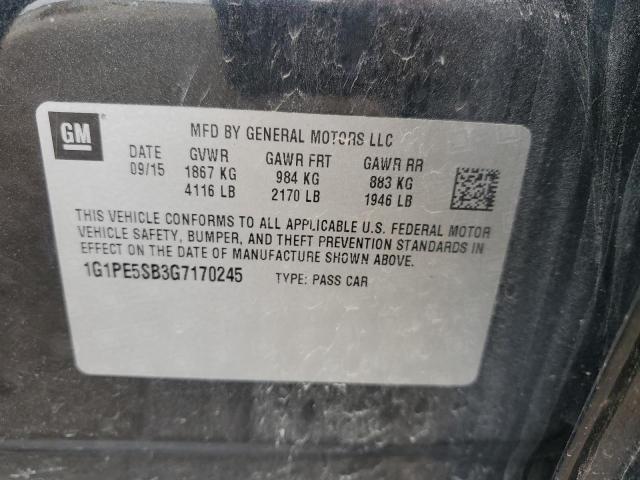 GM
MFD BY GENERAL MOTORS LLC
DATE GVWR GAWR FRT GAWR RR
09/15 1867 KG 984 KG 883 KG
4116 LB 2170 LB 1946 LB
THIS VEHICLE CONFORMS TO ALL APPLICABLE U.S. FEDERAL MOTOR
VEHICLE SAFETY, BUMPER, AND THEFT PREVENTION STANDARDS IN
EFFECT ON THE DATE OF MANUFACTURE SHOWN ABOVE.
1G1PE5SB3G7170245 TYPE: PASS CAR